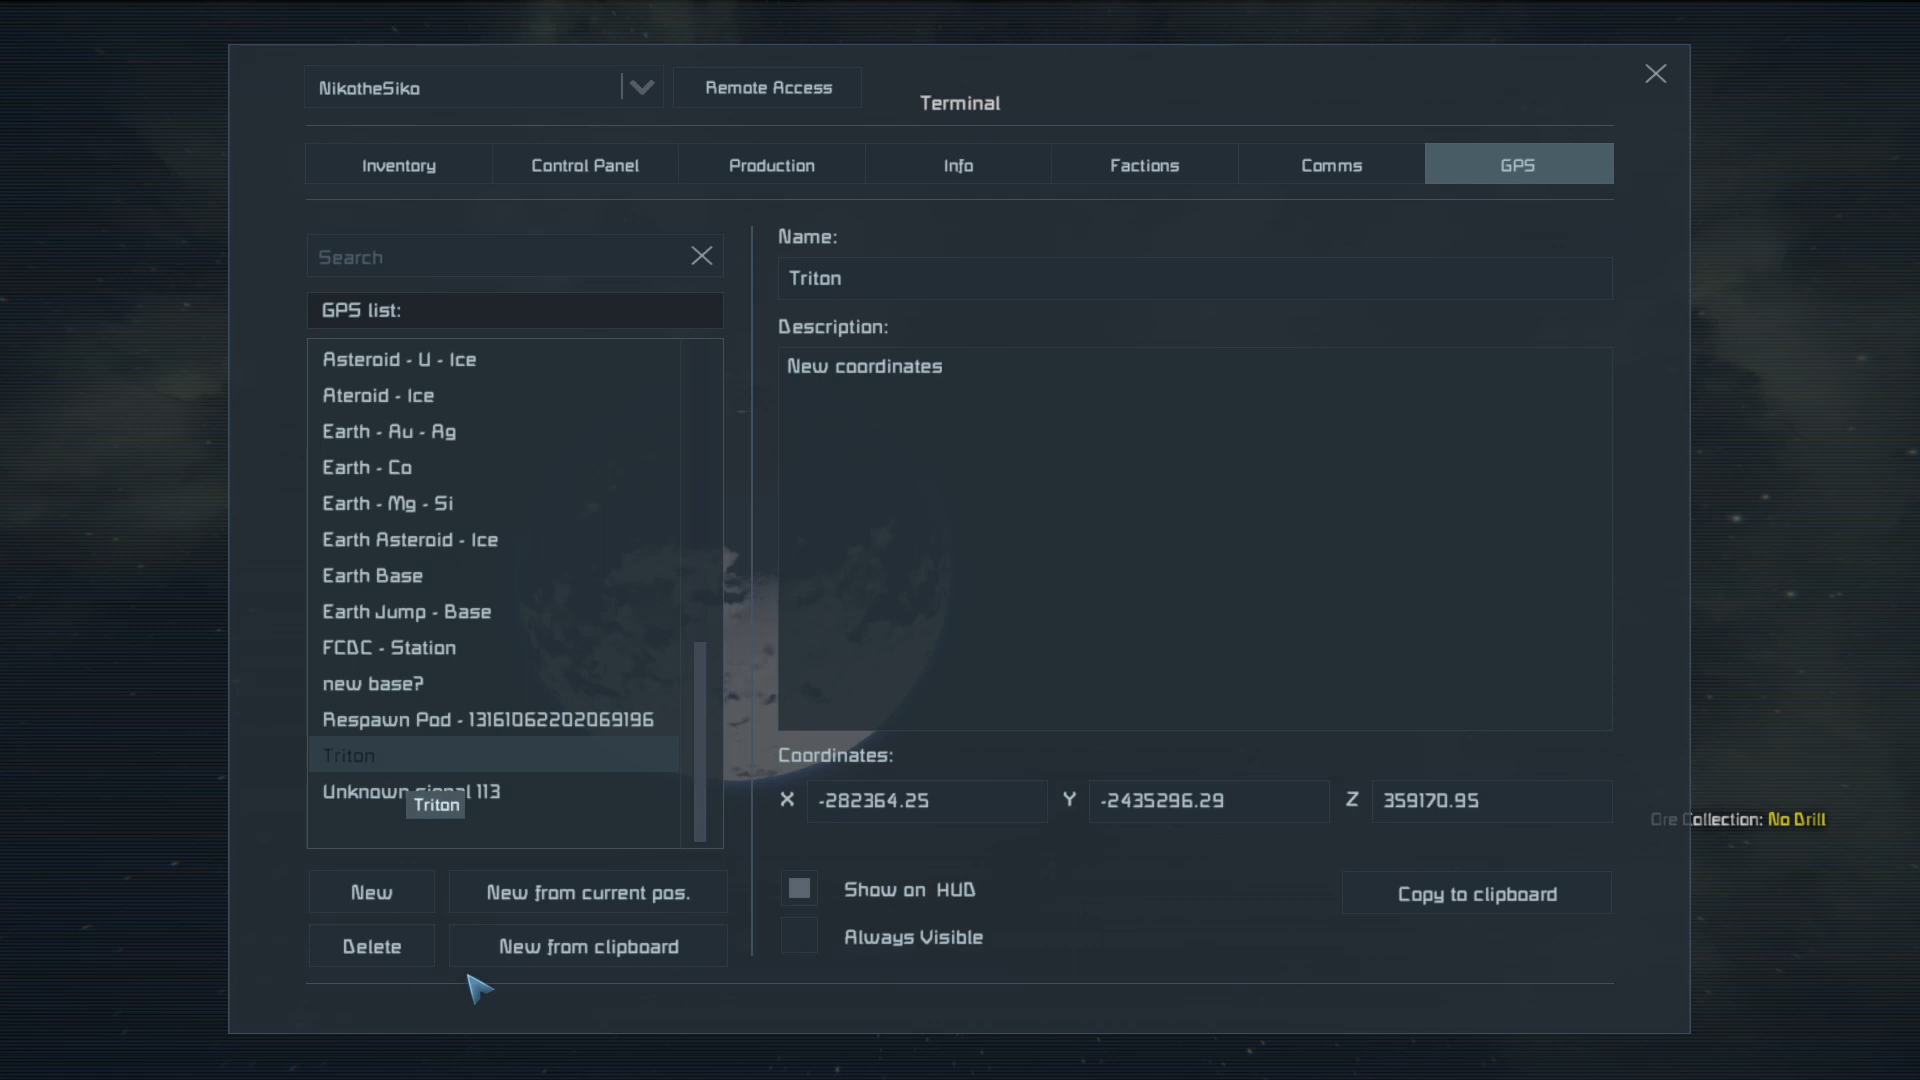 NikotheSiko
Remote Access
Terminal
Inventory
Control Panel
Production
Info
Factions
Comms
GPS
Search
GPS list:
Asteroid - U - Ice
Ateroid - Ice
Earth - Au - Ag
Earth - Co
Earth - Mg - Si
Earth Asteroid - Ice
Earth Base
Earth Jump - Base
FCDC - Station
new base?
Respawn Pod - 13161062202069196
Triton
Unknown signal 113
Triton
New
New from current pos.
Delete
New from clipboard
Name:
Triton
Description:
New coordinates
Coordinates:
X -282364.25 Y -2435296.29 Z 359170.95
Show on HUD
Always Visible
Copy to clipboard
Ore Collection: No Drill